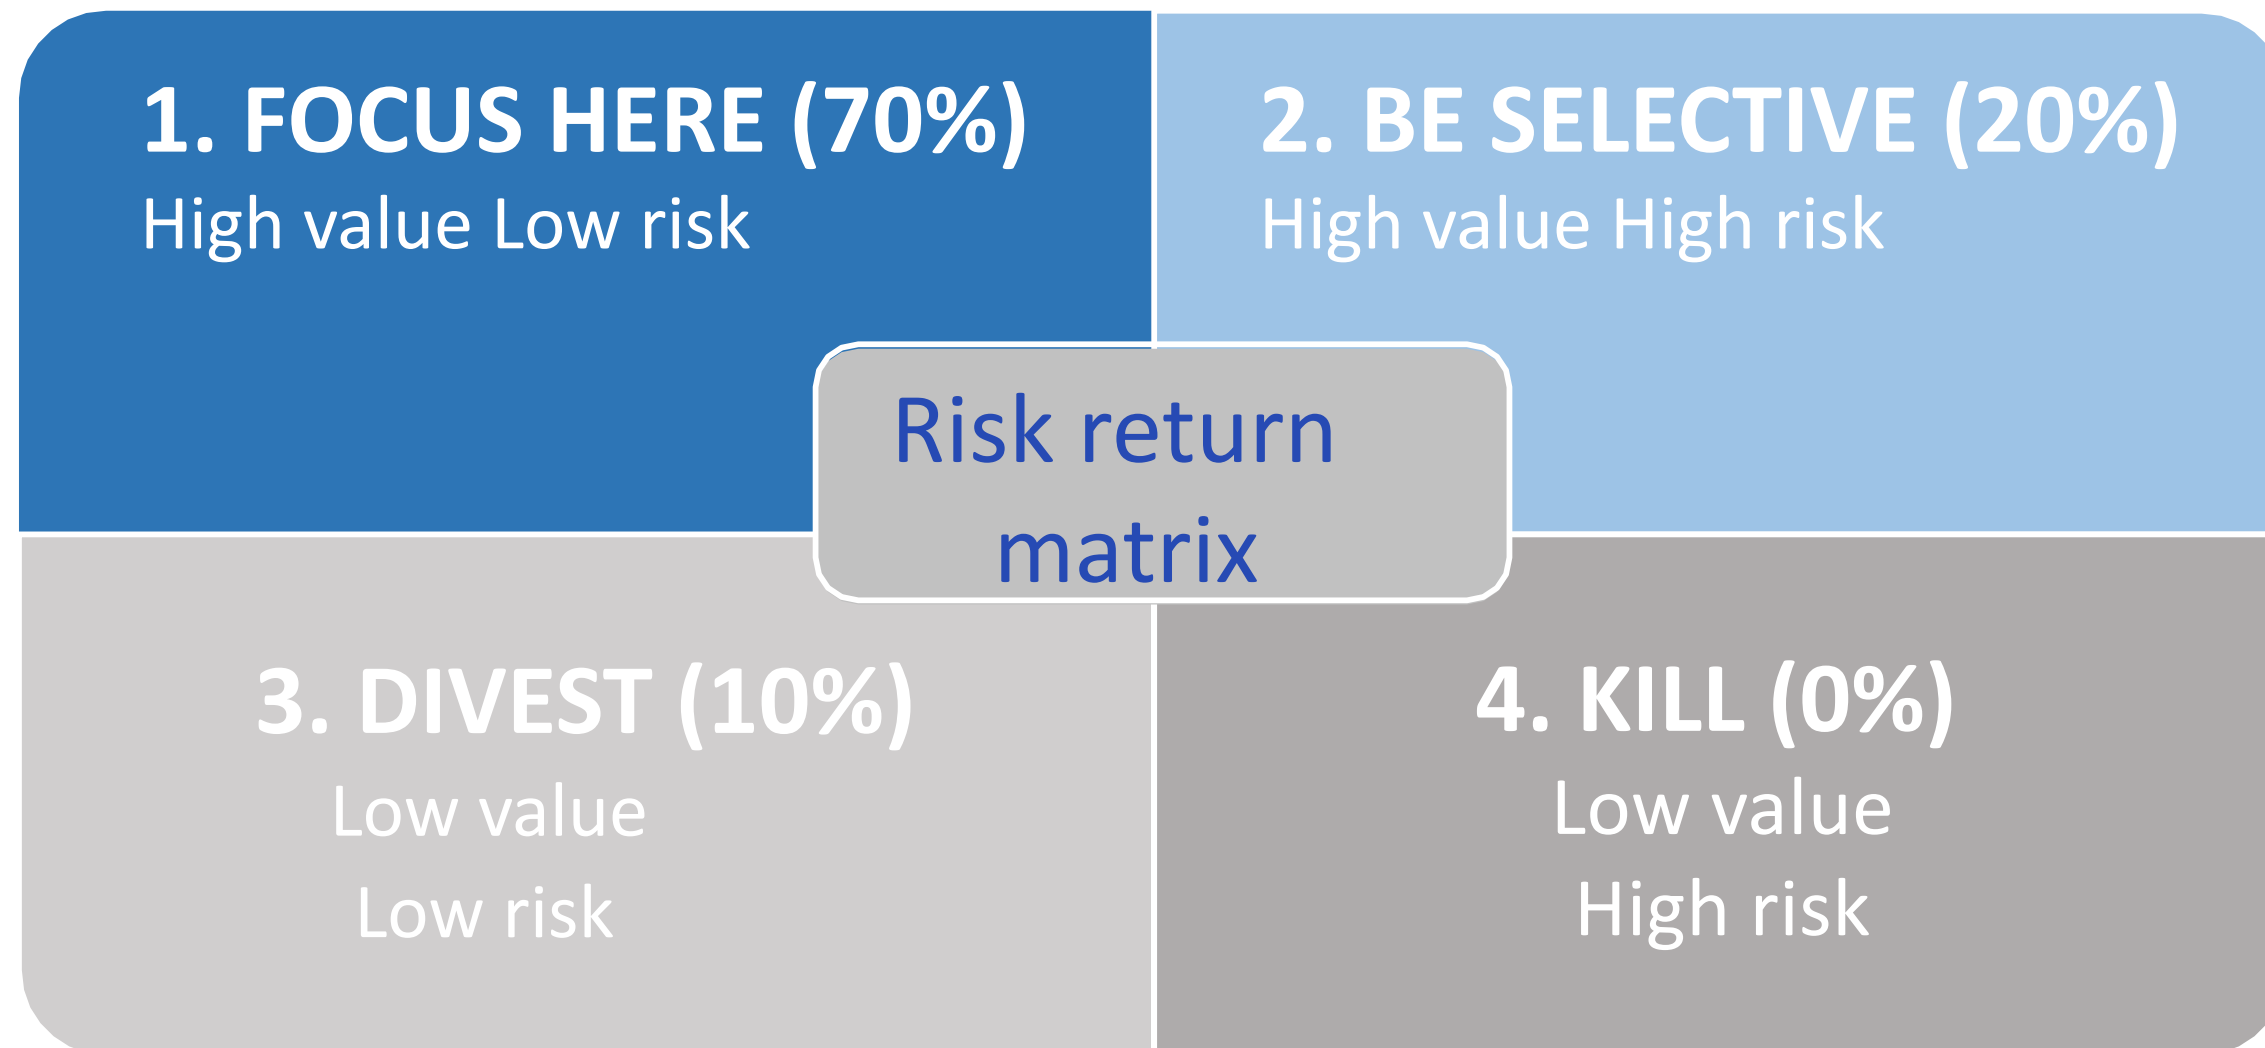 1. FOCUS HERE (70%)
High value Low risk
2. BE SELECTIVE (20%)
High value High risk
Risk return
matrix
3. DIVEST (10%)
Low value
Low risk
4. KILL (0%)
Low value
High risk